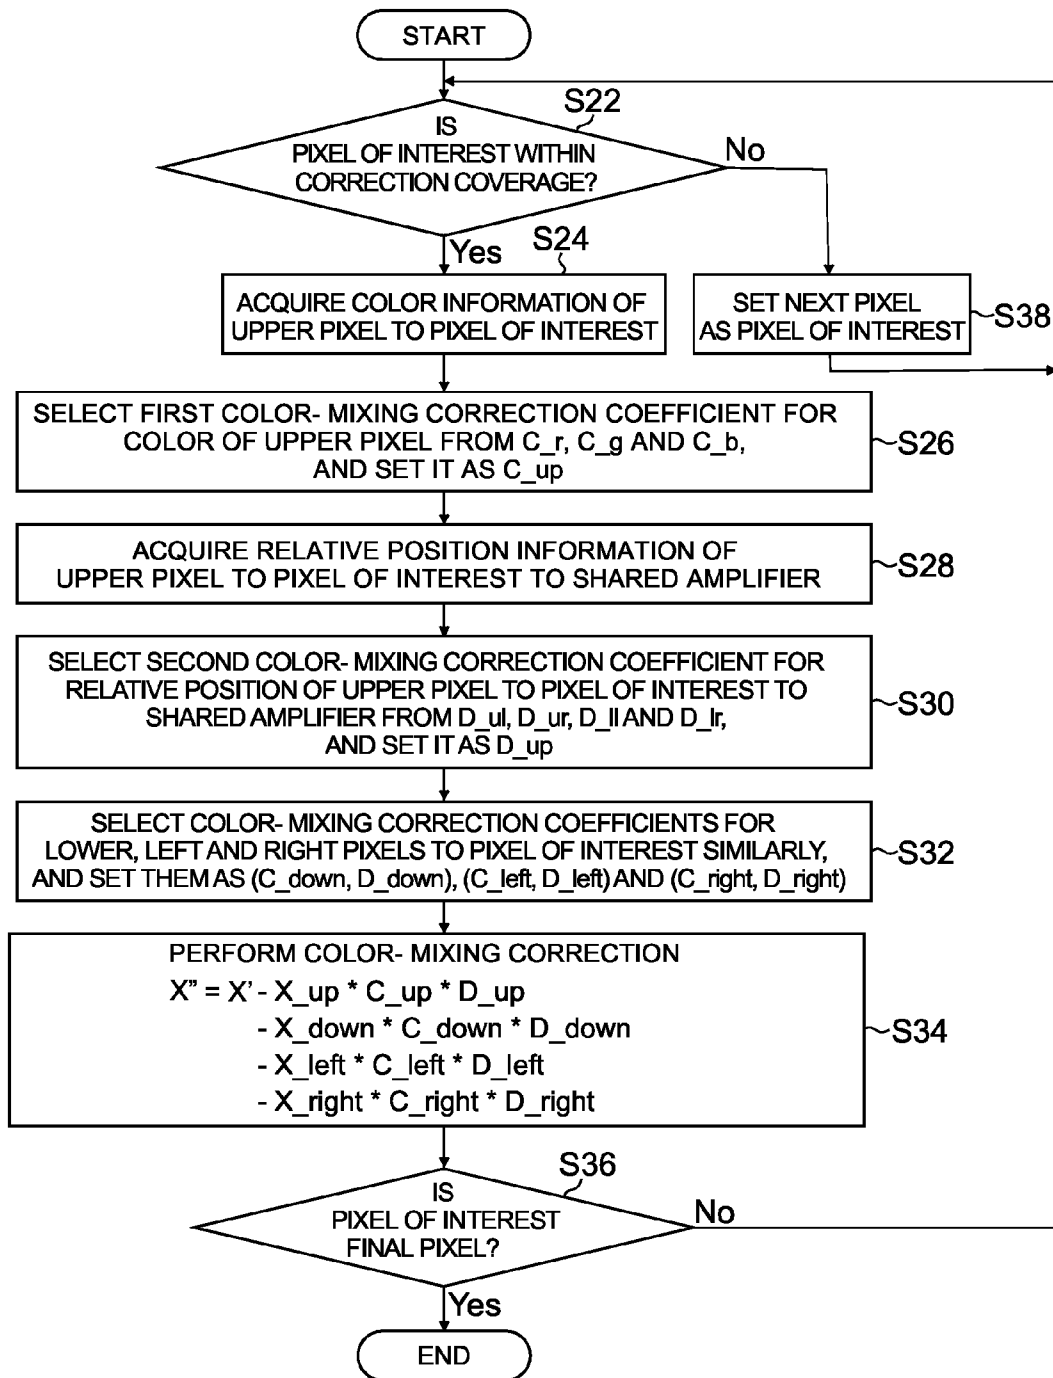 START
S22
IS
PIXEL OF INTEREST WITHIN
CORRECTION COVERAGE?
No
Yes
S24
ACQUIRE COLOR INFORMATION OF
UPPER PIXEL TO PIXEL OF INTEREST
SET NEXT PIXEL
AS PIXEL OF INTEREST
S38
SELECT FIRST COLOR- MIXING CORRECTION COEFFICIENT FOR
COLOR OF UPPER PIXEL FROM C_r, C_g AND C_b,
AND SET IT AS C_up
S26
ACQUIRE RELATIVE POSITION INFORMATION OF
UPPER PIXEL TO PIXEL OF INTEREST TO SHARED AMPLIFIER
S28
SELECT SECOND COLOR- MIXING CORRECTION COEFFICIENT FOR
RELATIVE POSITION OF UPPER PIXEL TO PIXEL OF INTEREST TO
SHARED AMPLIFIER FROM D_ul, D_ur, D_ll AND D_lr,
AND SET IT AS D_up
S30
SELECT COLOR- MIXING CORRECTION COEFFICIENTS FOR
LOWER, LEFT AND RIGHT PIXELS TO PIXEL OF INTEREST SIMILARLY,
AND SET THEM AS (C_down, D_down), (C_left, D_left) AND (C_right, D_right)
S32
PERFORM COLOR- MIXING CORRECTION
X" = X' - X_up * C_up * D_up
- X_down * C_down * D_down
- X_left * C_left * D_left
- X_right * C_right * D_right
S34
S36
IS
PIXEL OF INTEREST
FINAL PIXEL?
No
Yes
END